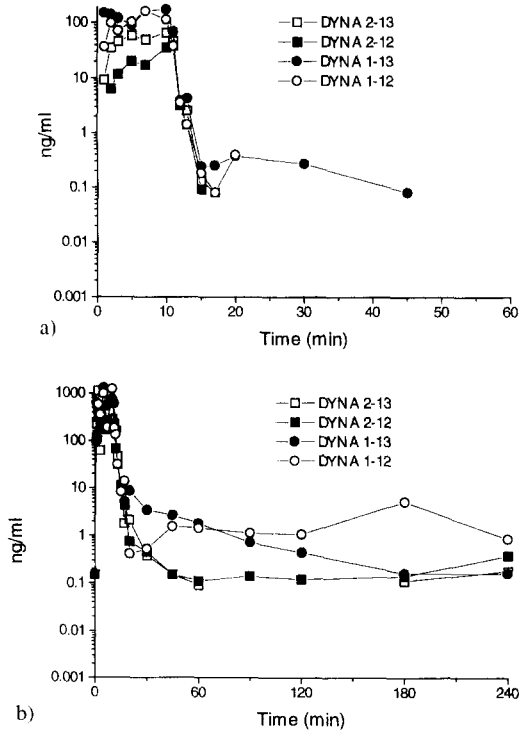 100
10
1
0.1
0.01
0.001
ng/ml
DYNA 2-13
DYNA 2-12
DYNA 1-13
DYNA 1-12
0 10 20 30 40 50 60
Time (min)
a)
1000
100
10
1
0.1
0.01
0.001
ng/ml
DYNA 2-13
DYNA 2-12
DYNA 1-13
DYNA 1-12
0 60 120 180 240
Time (min)
b)